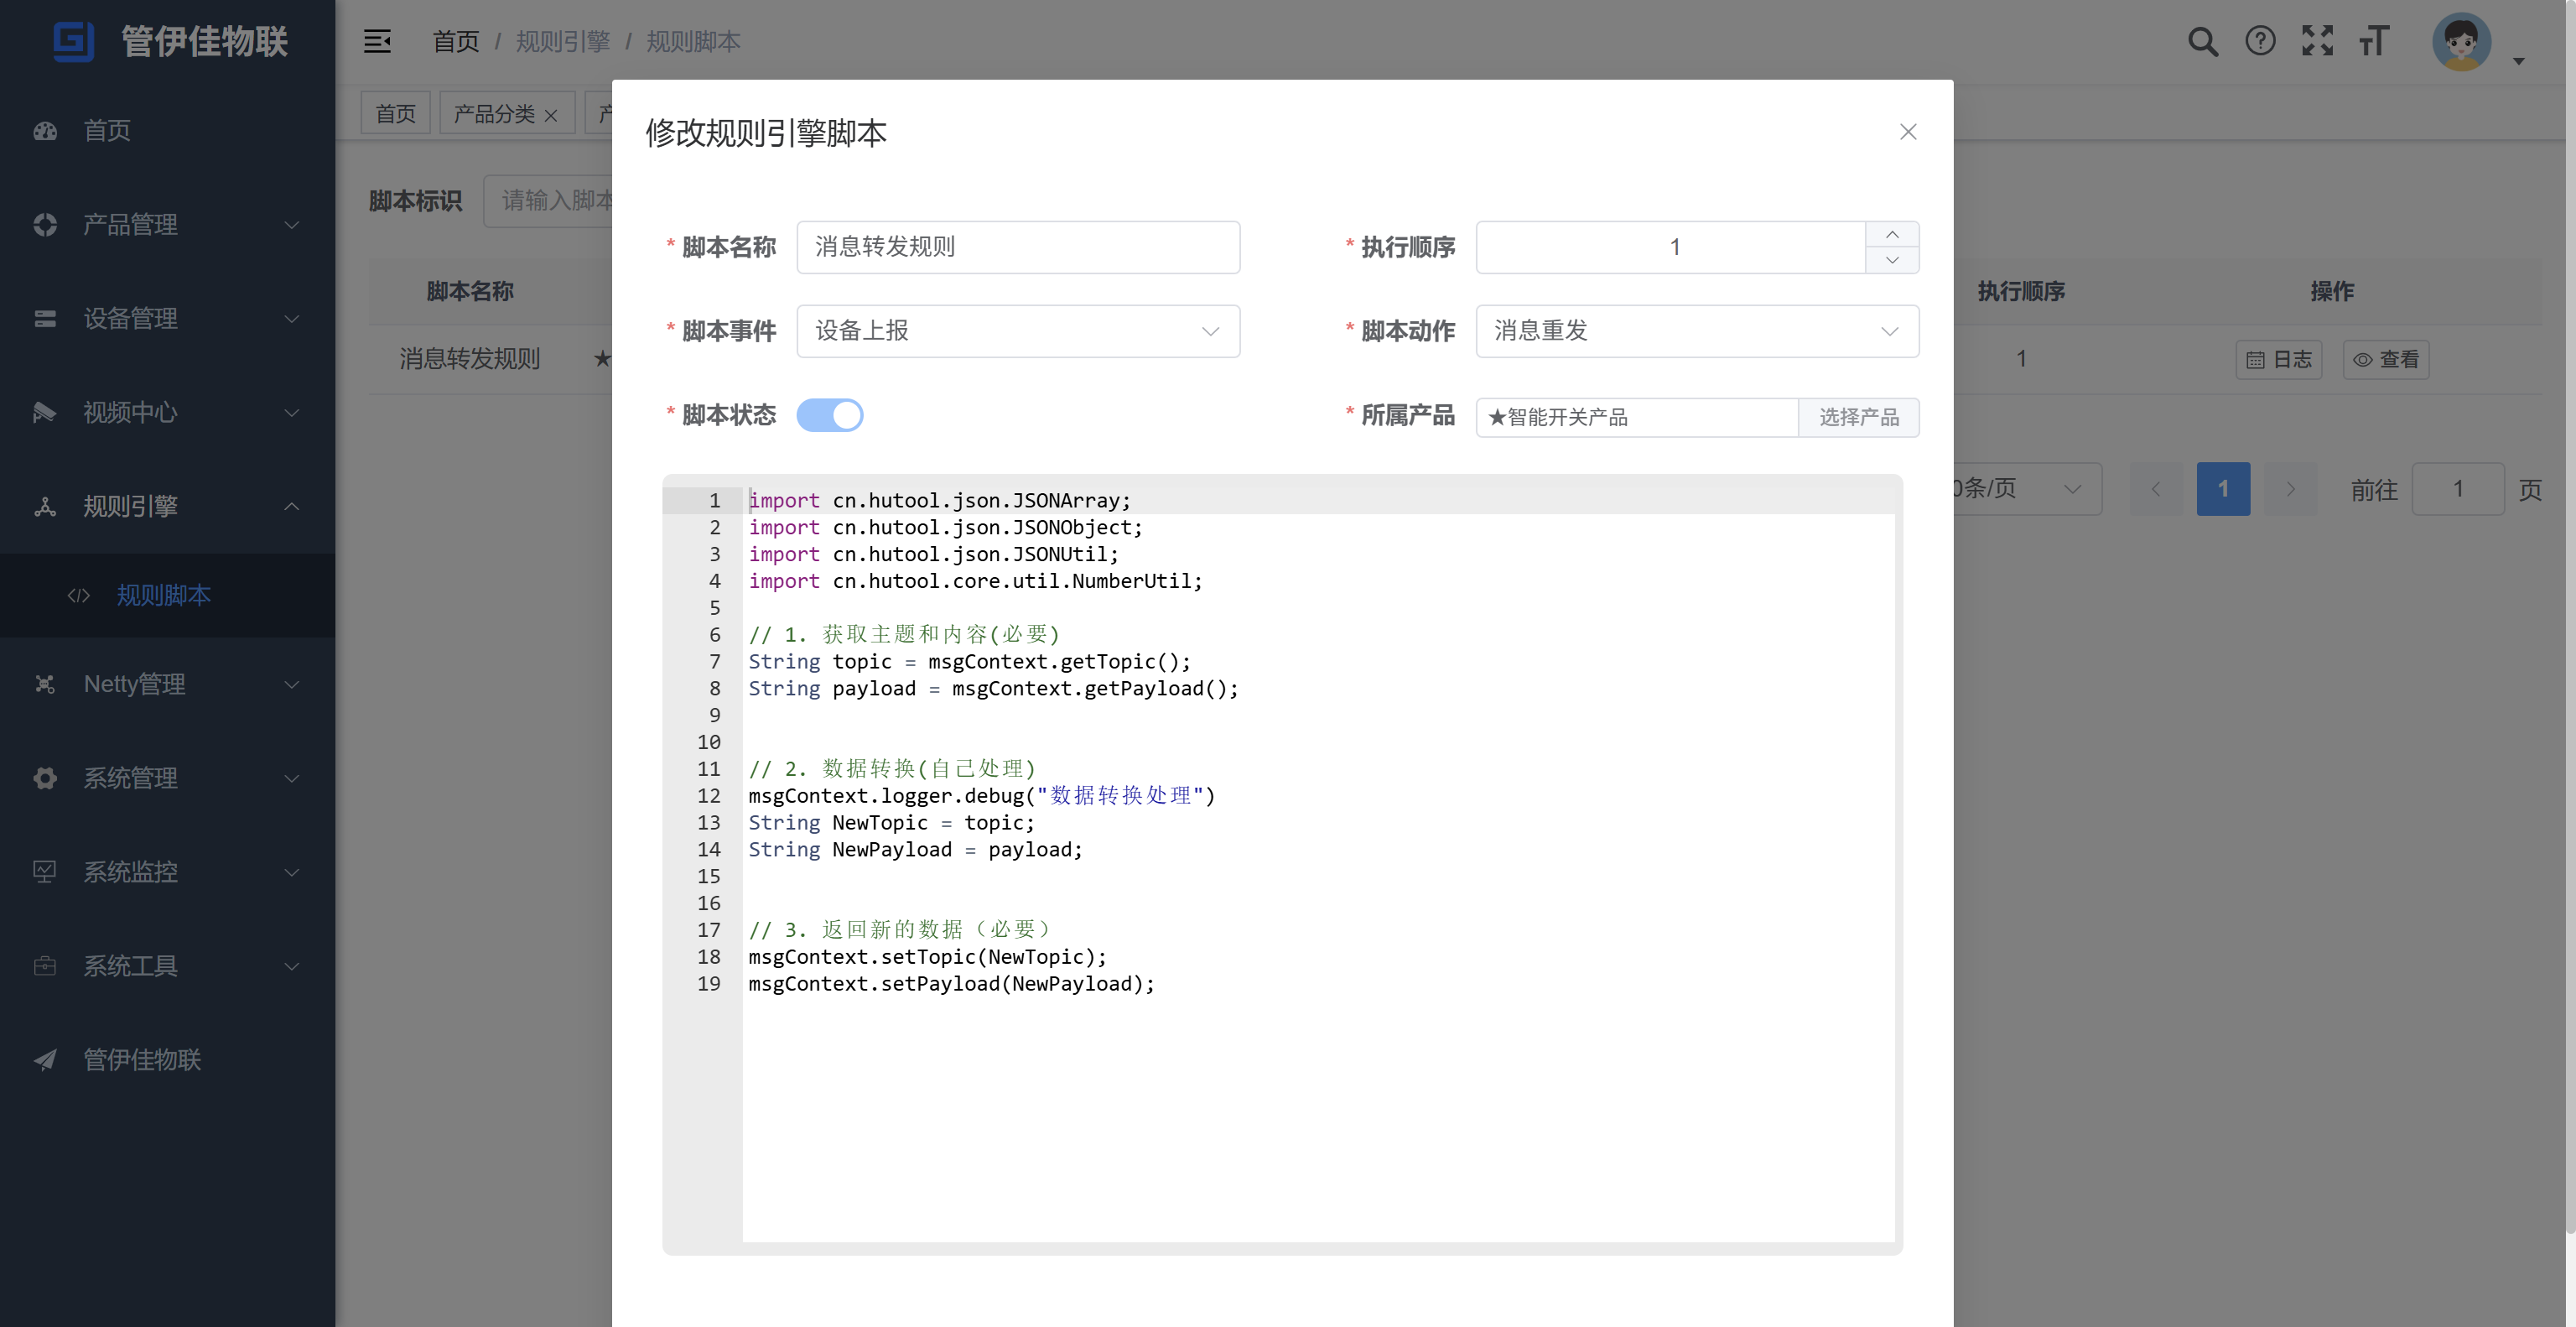 管伊佳物联
首页 / 规则引擎 / 规则脚本
首页
产品管理
设备管理
视频中心
规则引擎
规则脚本
Netty管理
系统管理
系统监控
系统工具
管伊佳物联
首页
产品分类
脚本标识
请输入脚本
脚本名称
执行顺序
操作
消息转发规则
★
1
日志
查看
条/页
1
前往
1
页
修改规则引擎脚本
* 脚本名称
消息转发规则
* 执行顺序
1
* 脚本事件
设备上报
* 脚本动作
消息重发
* 脚本状态
* 所属产品
★智能开关产品
选择产品
1 import cn.hutool.json.JSONArray;
2 import cn.hutool.json.JSONObject;
3 import cn.hutool.json.JSONUtil;
4 import cn.hutool.core.util.NumberUtil;
5
6 // 1. 获取主题和内容(必要)
7 String topic = msgContext.getTopic();
8 String payload = msgContext.getPayload();
9
10
11 // 2. 数据转换(自己处理)
12 msgContext.logger.debug("数据转换处理")
13 String NewTopic = topic;
14 String NewPayload = payload;
15
16
17 // 3. 返回新的数据（必要）
18 msgContext.setTopic(NewTopic);
19 msgContext.setPayload(NewPayload);